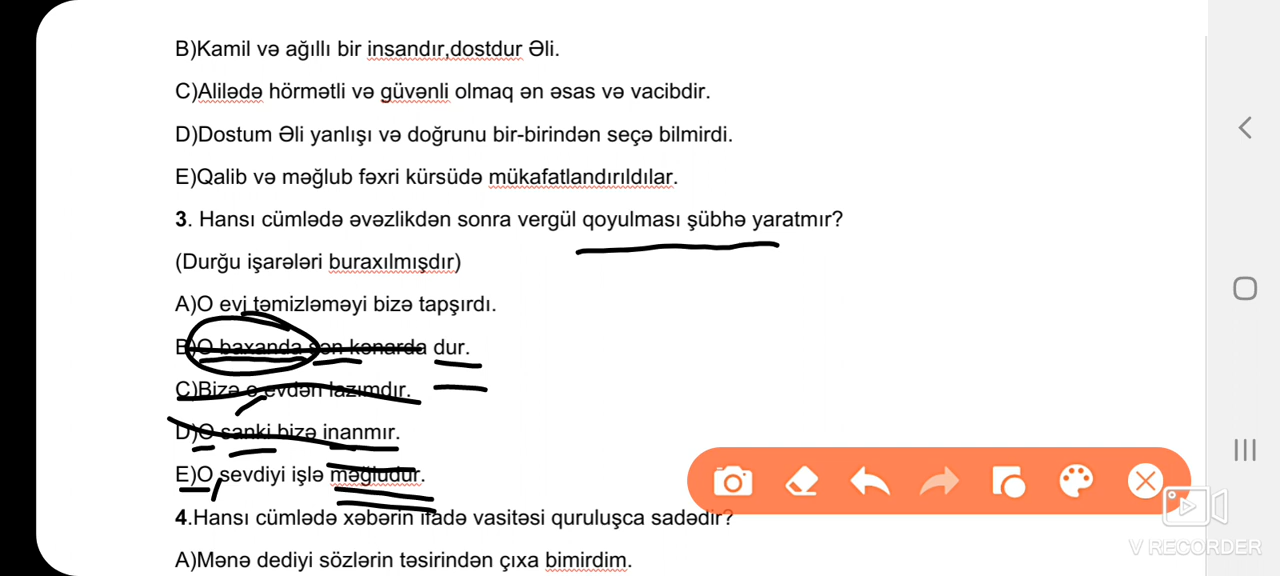 B)Kamil və ağıllı bir insandır,dostdur Əli.
C)Alilədə hörmətli və güvənli olmaq ən əsas və vacibdir.
D)Dostum Əli yanlışı və doğrunu bir-birindən seçə bilmirdi.
E)Qalib və məğlub fəxri kürsüdə mükafatlandırıldılar.
3. Hansı cümlədə əvəzlikdən sonra vergül qoyulması şübhə yaratmır?
(Durğu işarələri buraxılmışdır)
A)O evi təmizləməyi bizə tapşırdı.
B)O baxanda sən kənarda dur.
C)Bizə o evdən lazımdır.
D)O sanki bizə inanmır.
E)O sevdiyi işlə məğludur.
4.Hansı cümlədə xəbərin ifadə vasitəsi quruluşca sadədir?
A)Mənə dediyi sözlərin təsirindən çıxa bimirdim.
V RECORDER